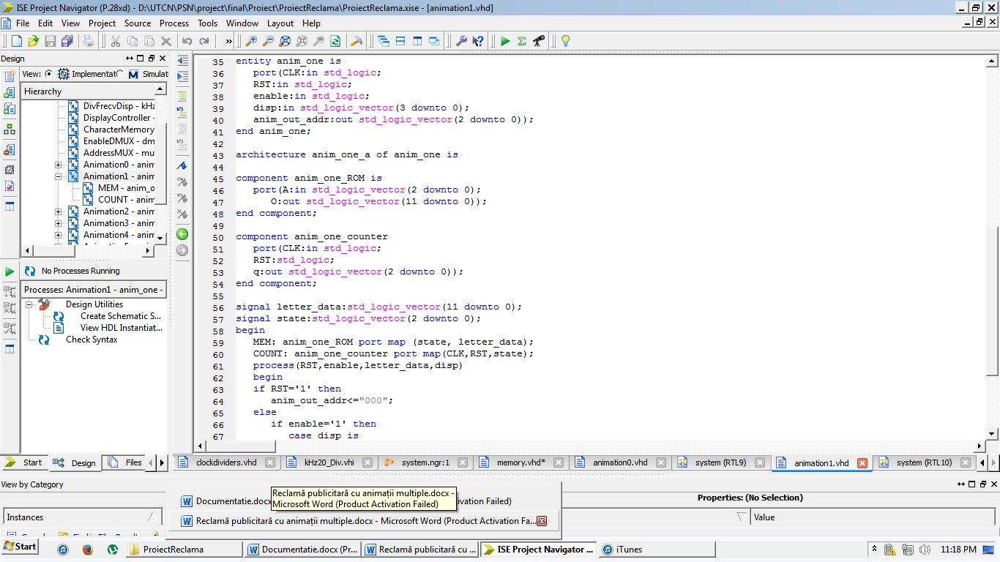 ISE Project Navigator (P.28xd) - D:\UTCN\PSN\project\final\Proiect\ProiectReclama\ProiectReclama.xise - [animation1.vhd]
File Edit View Project Source Process Tools Window Layout Help
Design
View: Implementat Simulat
Hierarchy
DivFrecvDisp - kHz
DisplayController -
CharacterMemory
EnableDMUX - dm
AddressMUX - mu
Animation0 - anim
Animation1 - anim
MEM - anim_o
COUNT - anim
Animation2 - anim
Animation3 - anim
Animation4 - anim
No Processes Running
Processes: Animation1 - anim_one -
Design Utilities
Create Schematic S...
View HDL Instantiat...
Check Syntax
Start Design Files
35 entity anim_one is
36 port(CLK:in std_logic;
37 RST:in std_logic;
38 enable:in std_logic;
39 disp:in std_logic_vector(3 downto 0);
40 anim_out_addr:out std_logic_vector(2 downto 0));
41 end anim_one;
42
43 architecture anim_one_a of anim_one is
44
45 component anim_one_ROM is
46 port(A:in std_logic_vector(2 downto 0);
47 O:out std_logic_vector(11 downto 0));
48 end component;
49
50 component anim_one_counter
51 port(CLK:in std_logic;
52 RST:std_logic;
53 q:out std_logic_vector(2 downto 0));
54 end component;
55
56 signal letter_data:std_logic_vector(11 downto 0);
57 signal state:std_logic_vector(2 downto 0);
58 begin
59 MEM: anim_one_ROM port map (state, letter_data);
60 COUNT: anim_one_counter port map(CLK,RST,state);
61 process(RST,enable,letter_data,disp)
62 begin
63 if RST='1' then
64 anim_out_addr<="000";
65 else
66 if enable='1' then
67 case disp is
clockdividers.vhd kHz20_Div.vhi system.ngr:1 memory.vhd* animation0.vhd system (RTL9) animation1.vhd system (RTL10)
View by Category
Instances
Properties: (No Selection)
Value
Reclamă publicitară cu animații multiple.docx -
Microsoft Word (Product Activation Failed)
Documentatie.docx ivation Failed)
Reclamă publicitară cu animații multiple.docx - Microsoft Word (Product Activation Fa...
Start ProiectReclama Documentatie.docx (Pr... Reclamă publicitară cu ... ISE Project Navigator ... iTunes 11:18 PM